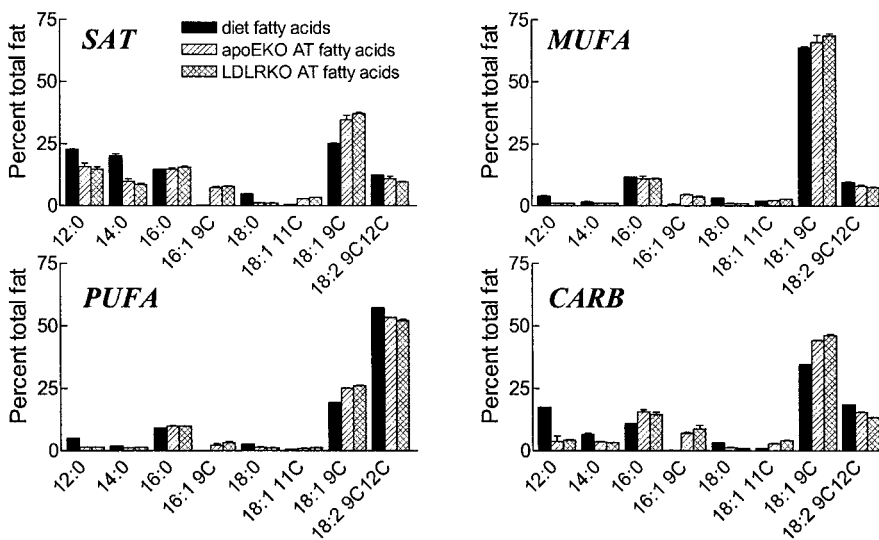 SAT
diet fatty acids
apoEKO AT fatty acids
LDLRKO AT fatty acids
Percent total fat
75
50
25
0
12:0
14:0
16:0
16:1 9C
18:0
18:1 11C
18:1 9C
18:2 9C12C
MUFA
Percent total fat
75
50
25
0
12:0
14:0
16:0
16:1 9C
18:0
18:1 11C
18:1 9C
18:2 9C12C
PUFA
Percent total fat
75
50
25
0
12:0
14:0
16:0
16:1 9C
18:0
18:1 11C
18:1 9C
18:2 9C12C
CARB
Percent total fat
75
50
25
0
12:0
14:0
16:0
16:1 9C
18:0
18:1 11C
18:1 9C
18:2 9C12C